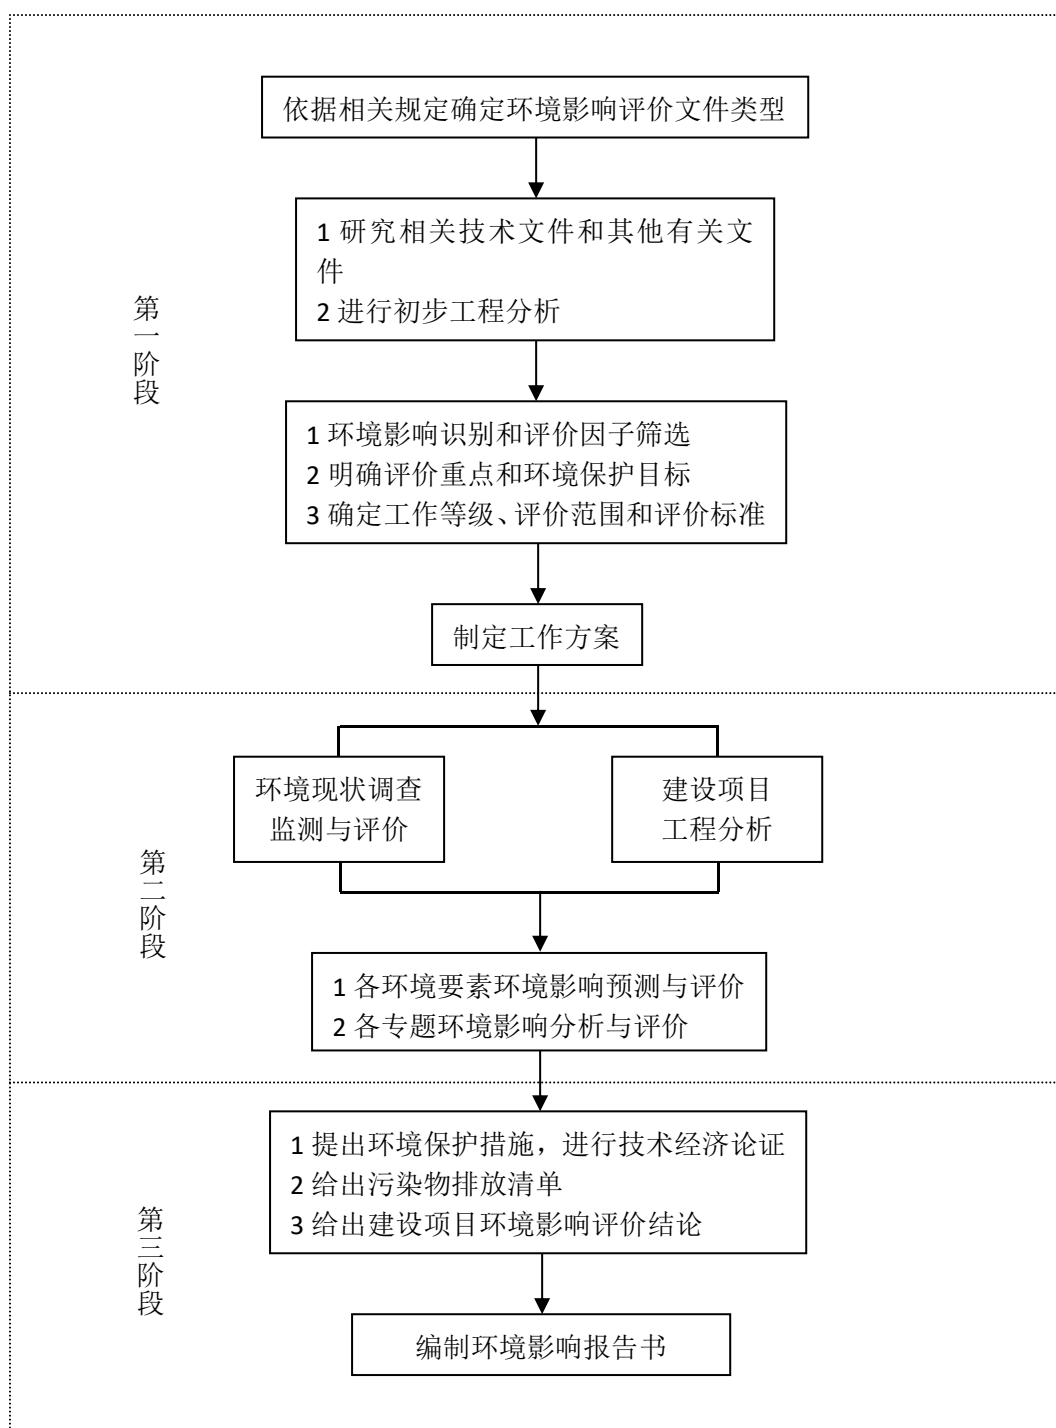 依据相关规定确定环境影响评价文件类型
1 研究相关技术文件和其他有关文
件
2 进行初步工程分析
第一阶段
1 环境影响识别和评价因子筛选
2 明确评价重点和环境保护目标
3 确定工作等级、评价范围和评价标准
制定工作方案
环境现状调查
监测与评价
建设项目
工程分析
第二阶段
1 各环境要素环境影响预测与评价
2 各专题环境影响分析与评价
1 提出环境保护措施，进行技术经济论证
2 给出污染物排放清单
3 给出建设项目环境影响评价结论
第三阶段
编制环境影响报告书